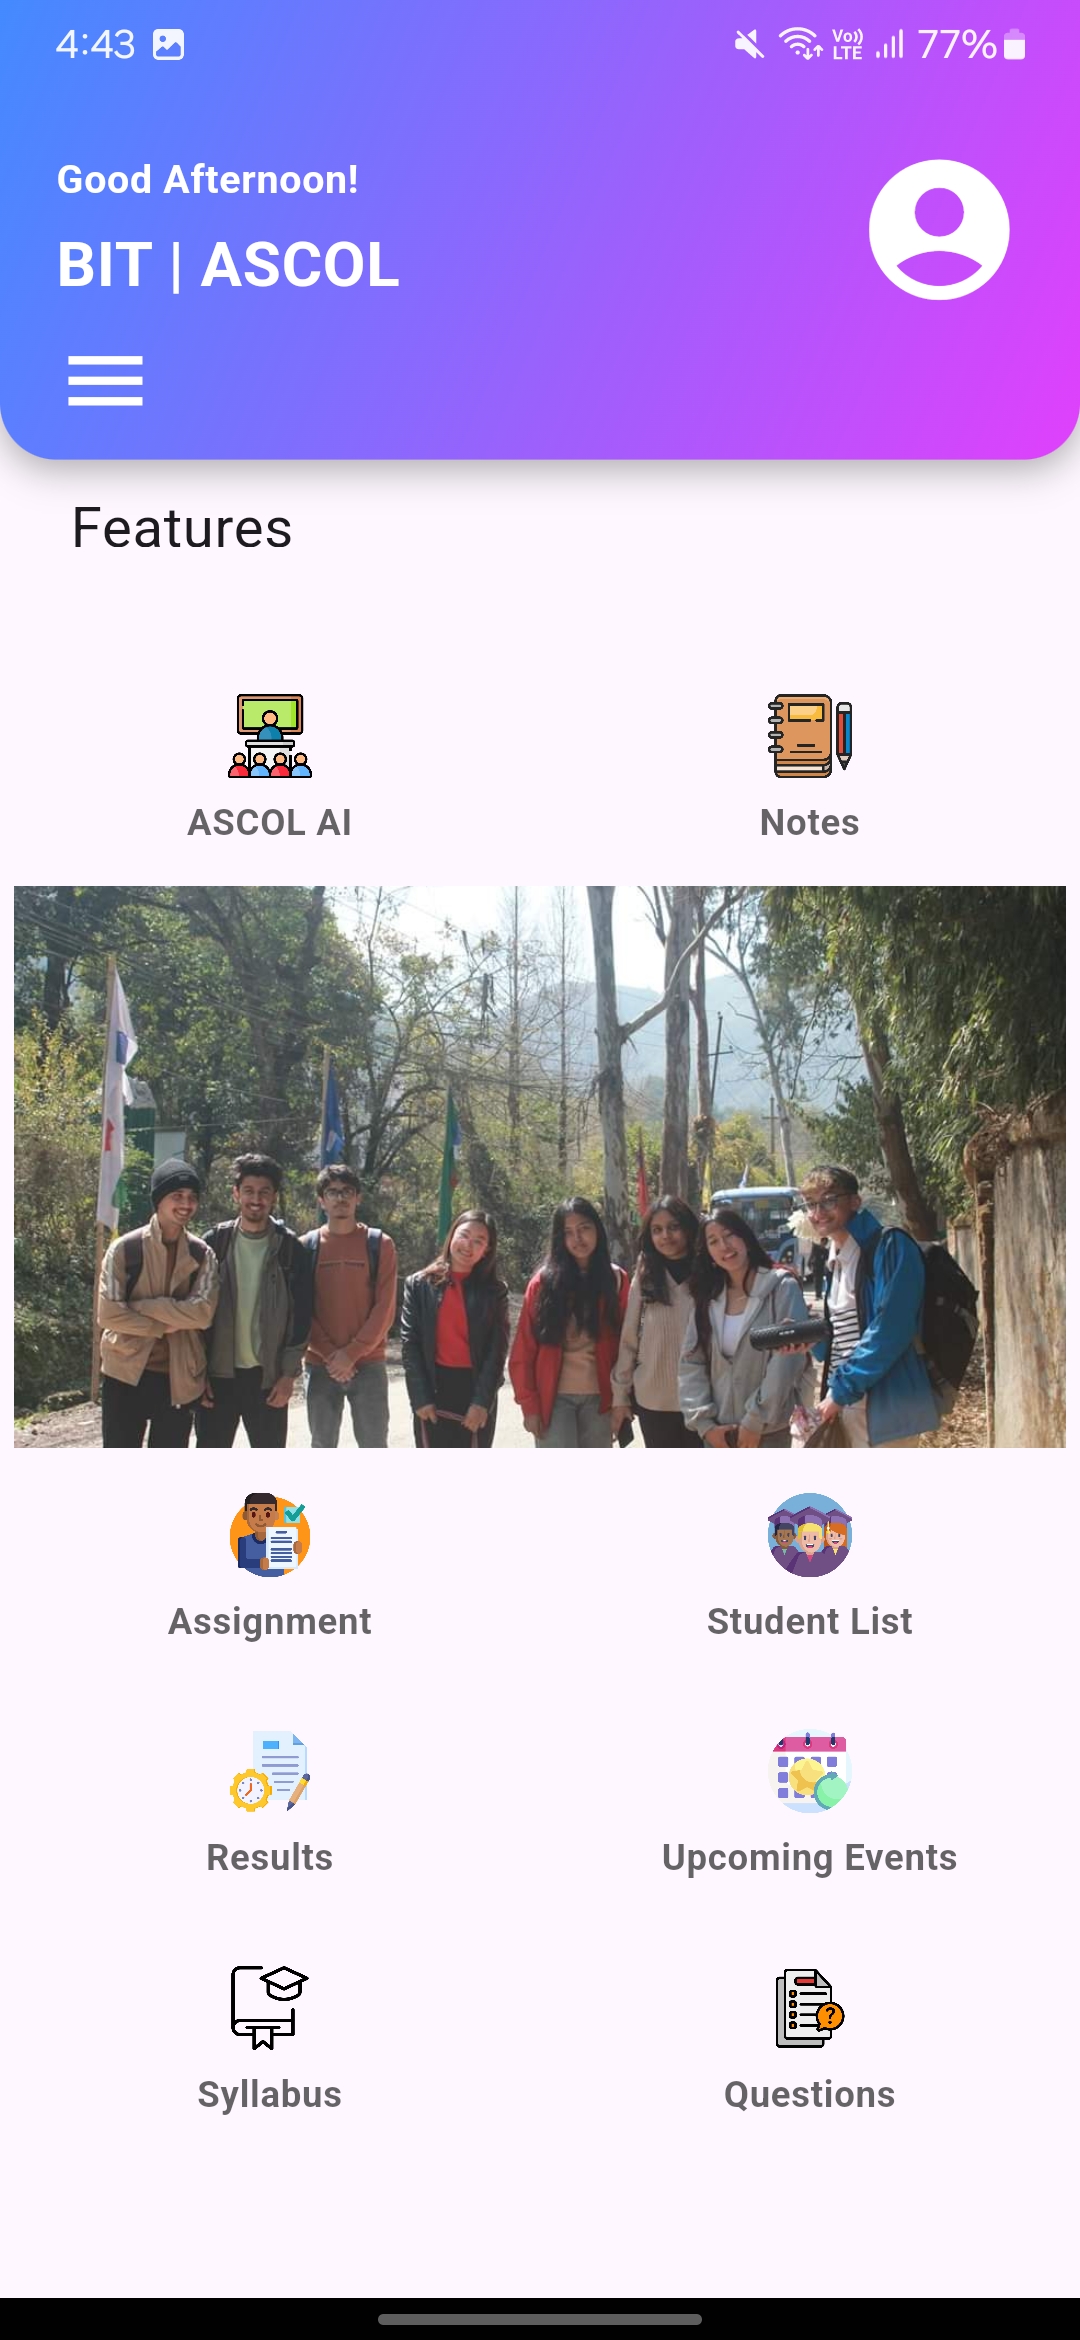 4:43
Vo)) LTE 77%
Good Afternoon!
BIT | ASCOL
Features
ASCOL AI
Notes
Assignment
Student List
Results
Upcoming Events
Syllabus
Questions